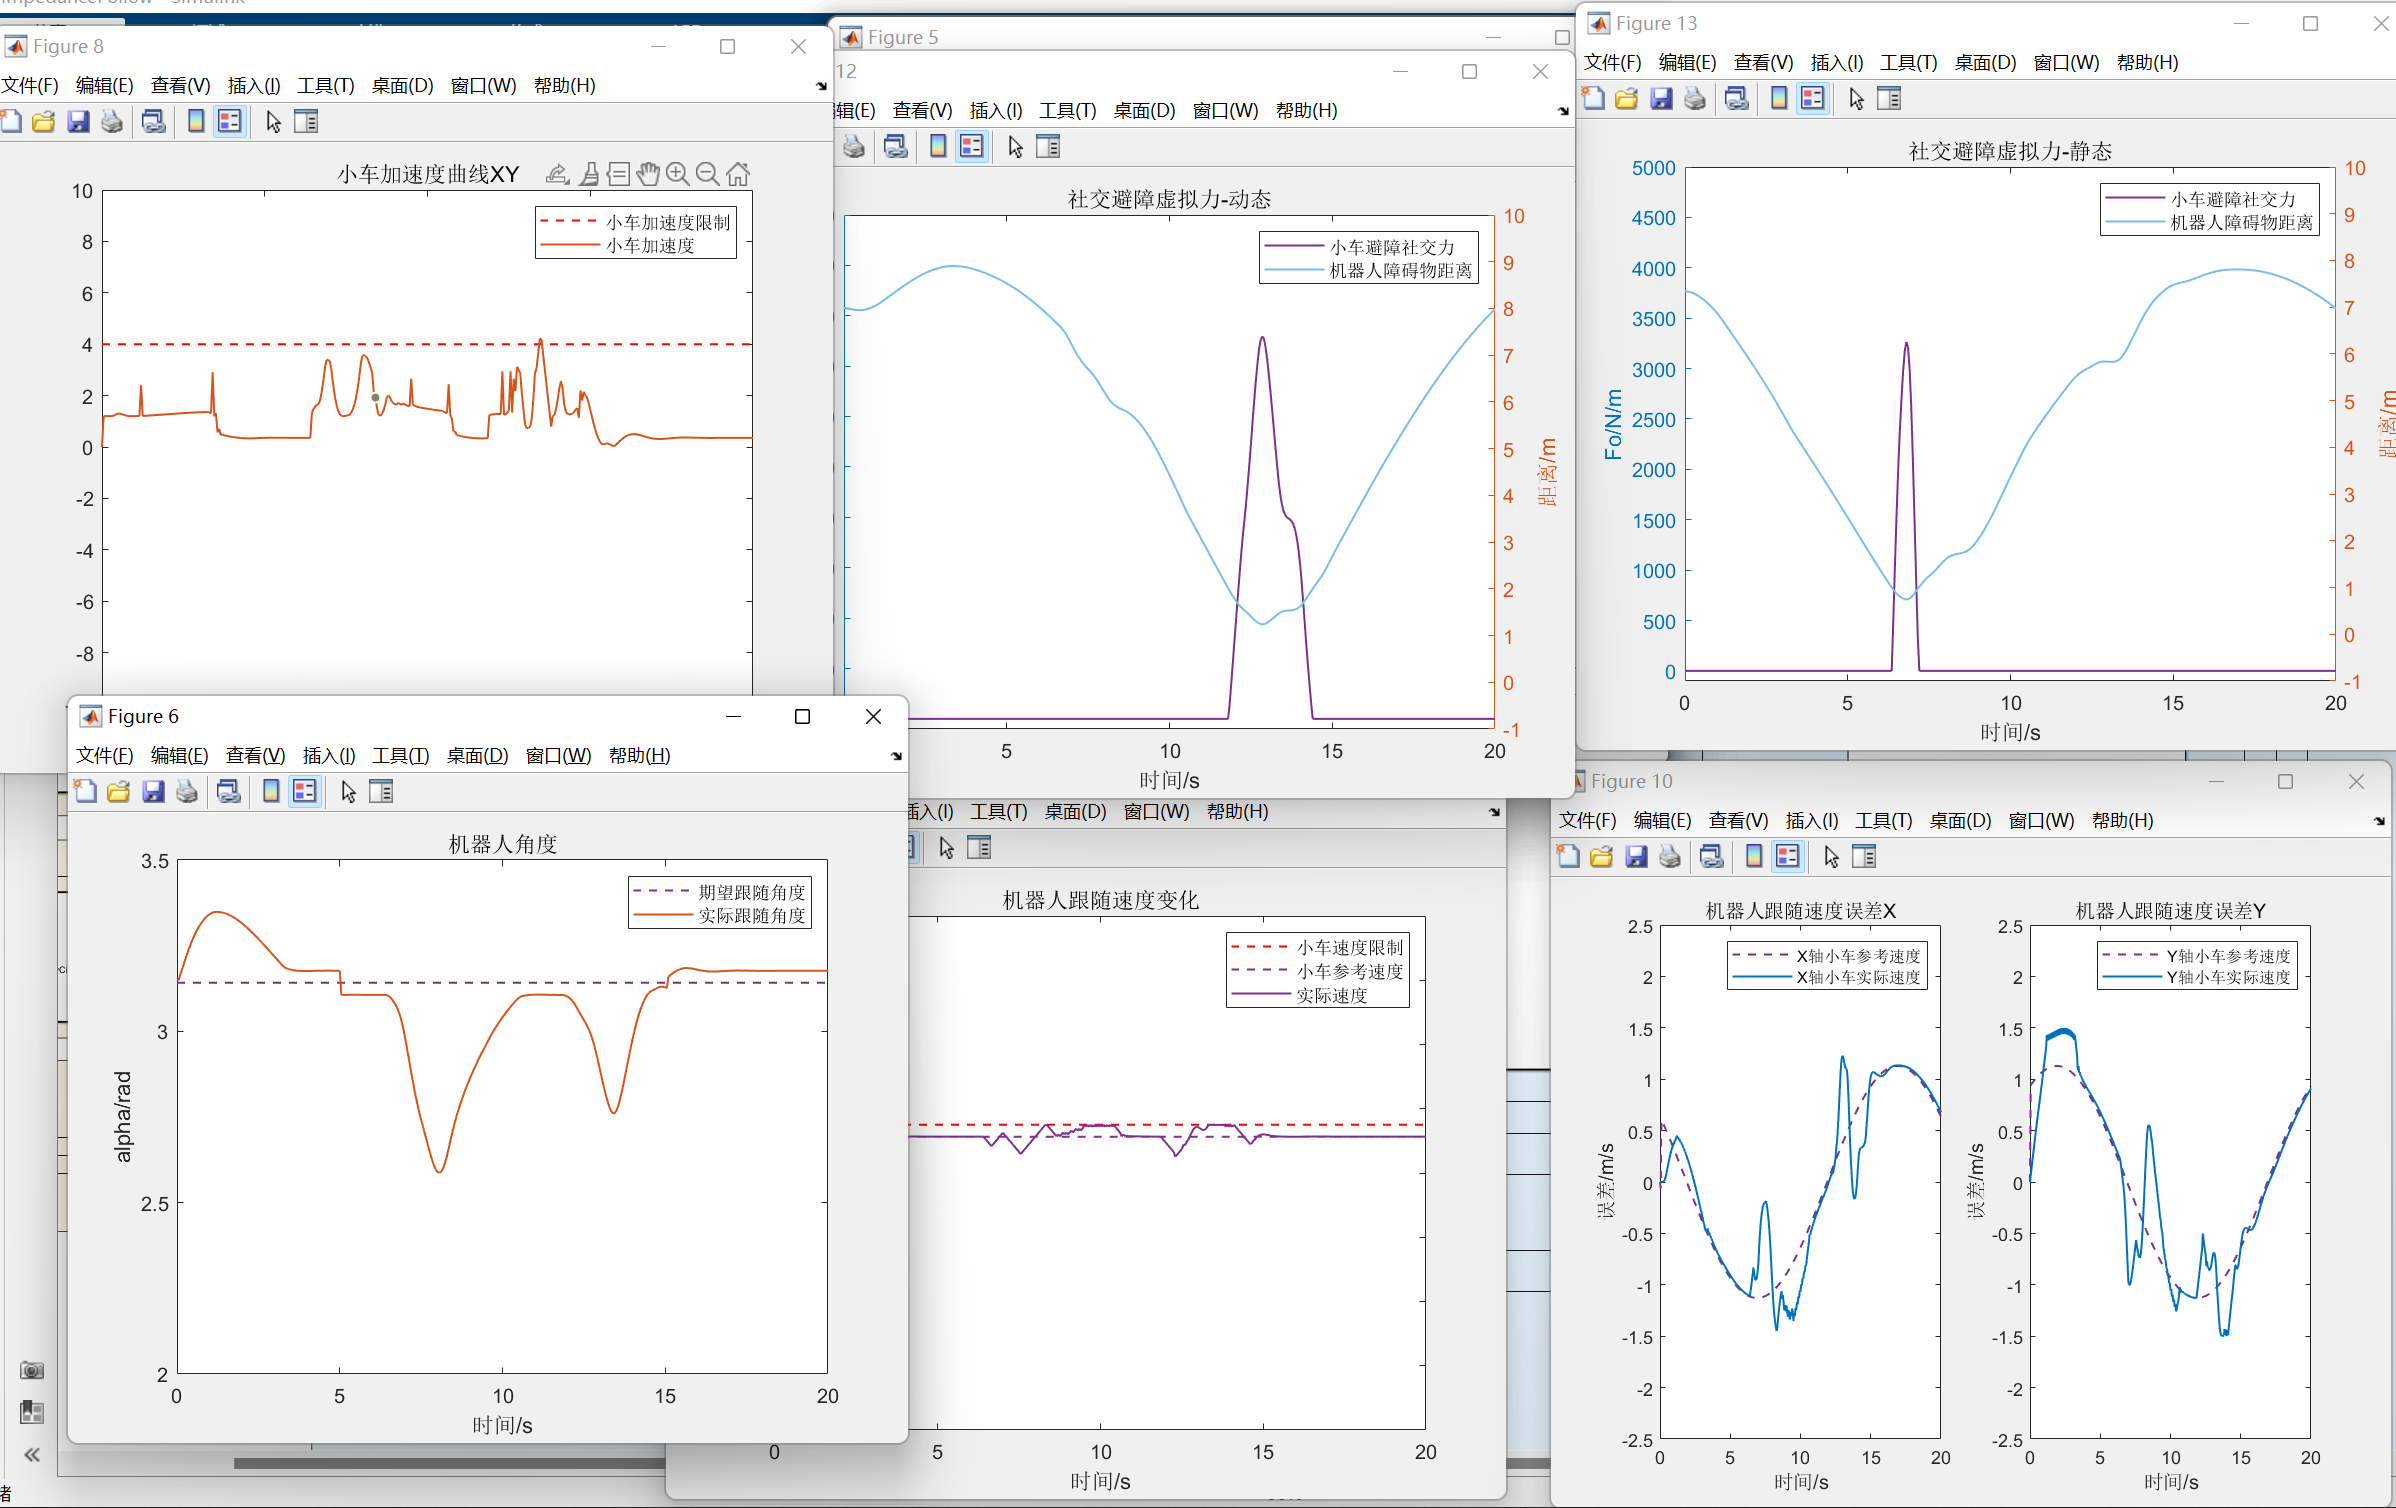 Figure 8
文件(F) 编辑(E) 查看(V) 插入(I) 工具(T) 桌面(D) 窗口(W) 帮助(H)
小车加速度曲线XY
小车加速度限制
小车加速度
10
8
6
4
2
0
-2
-4
-6
-8
Figure 5
12
编辑(E) 查看(V) 插入(I) 工具(T) 桌面(D) 窗口(W) 帮助(H)
社交避障虚拟力-动态
小车避障社交力
机器人障碍物距离
10
9
8
7
6
5
4
3
2
1
0
-1
距离/m
5 10 15 20
时间/s
Figure 13
文件(F) 编辑(E) 查看(V) 插入(I) 工具(T) 桌面(D) 窗口(W) 帮助(H)
社交避障虚拟力-静态
小车避障社交力
机器人障碍物距离
5000
4500
4000
3500
3000
2500
2000
1500
1000
500
0
Fo/N/m
10
9
8
7
6
5
4
3
2
1
0
-1
距离/m
0 5 10 15 20
时间/s
Figure 6
文件(F) 编辑(E) 查看(V) 插入(I) 工具(T) 桌面(D) 窗口(W) 帮助(H)
机器人角度
期望跟随角度
实际跟随角度
3.5
3
2.5
2
alpha/rad
0 5 10 15 20
时间/s
插入(I) 工具(T) 桌面(D) 窗口(W) 帮助(H)
机器人跟随速度变化
小车速度限制
小车参考速度
实际速度
0 5 10 15 20
时间/s
Figure 10
文件(F) 编辑(E) 查看(V) 插入(I) 工具(T) 桌面(D) 窗口(W) 帮助(H)
机器人跟随速度误差X
X轴小车参考速度
X轴小车实际速度
2.5
2
1.5
1
0.5
0
-0.5
-1
-1.5
-2
-2.5
误差/m/s
0 5 10 15 20
时间/s
机器人跟随速度误差Y
Y轴小车参考速度
Y轴小车实际速度
2.5
2
1.5
1
0.5
0
-0.5
-1
-1.5
-2
-2.5
误差/m/s
0 5 10 15 20
时间/s